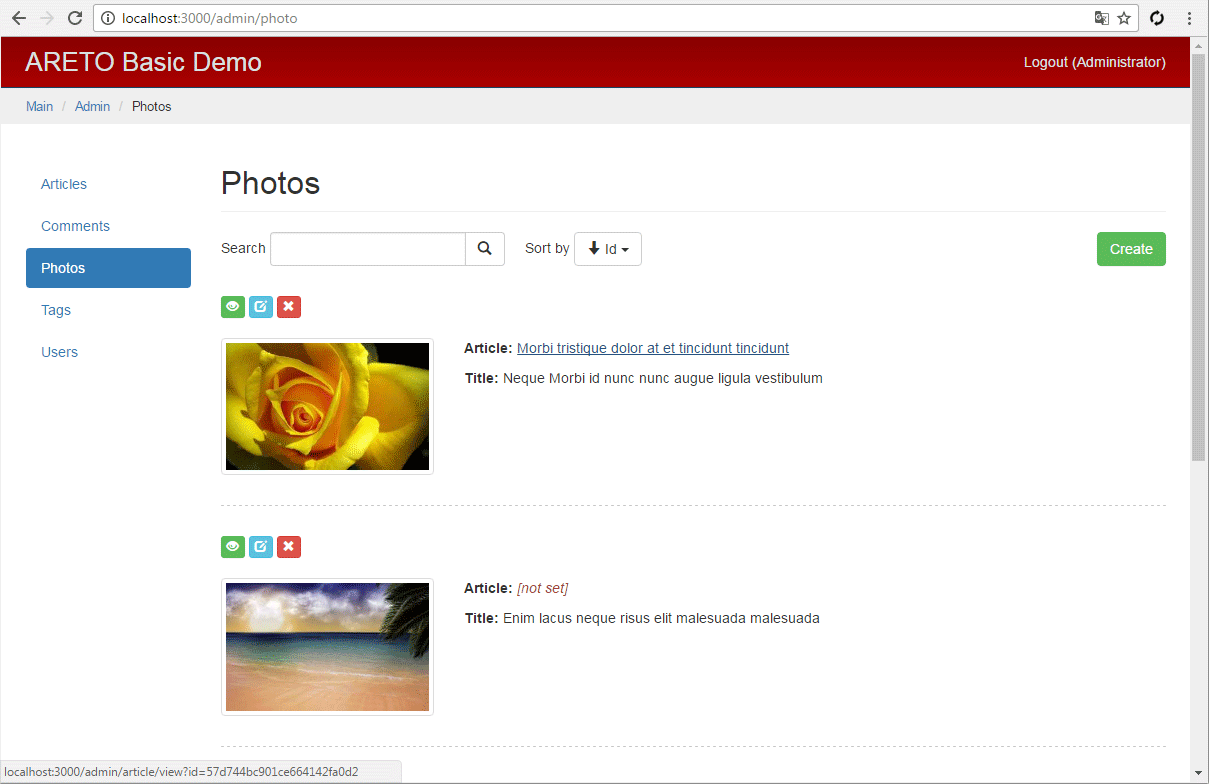 localhost:3000/admin/photo
ARETO Basic Demo
Logout (Administrator)
Main / Admin / Photos
Articles
Comments
Photos
Tags
Users
Photos
Search
Sort by
Id
Create
Article: Morbi tristique dolor at et tincidunt tincidunt
Title: Neque Morbi id nunc nunc augue ligula vestibulum
Article: [not set]
Title: Enim lacus neque risus elit malesuada malesuada
localhost:3000/admin/article/view?id=57d744bc901ce664142fa0d2